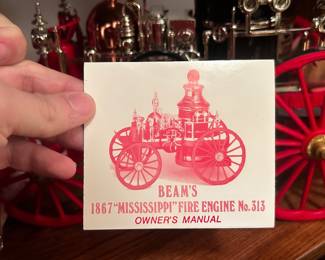 BEAM'S
1867 "MISSISSIPPI" FIRE ENGINE No. 313
OWNER'S MANUAL